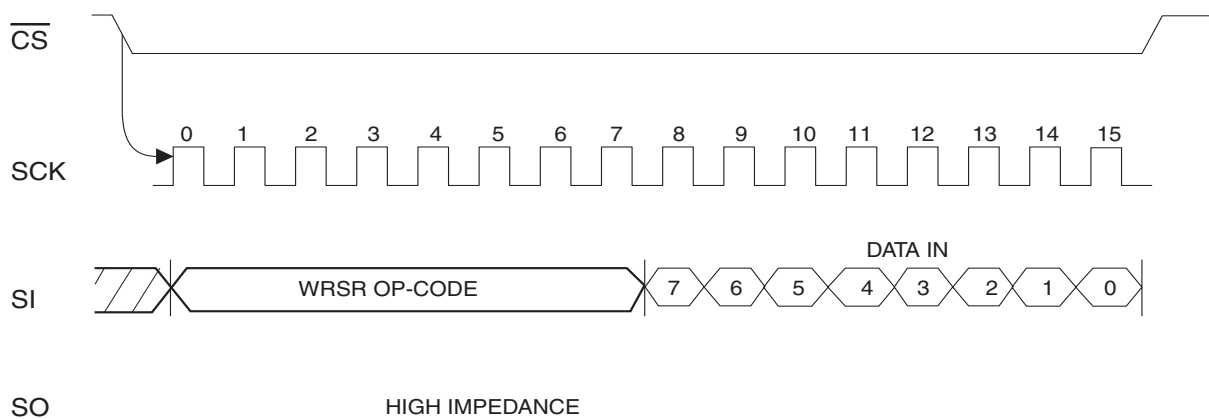 CS
0 1 2 3 4 5 6 7 8 9 10 11 12 13 14 15
SCK
DATA IN
SI WRSR OP-CODE 7 6 5 4 3 2 1 0
SO HIGH IMPEDANCE